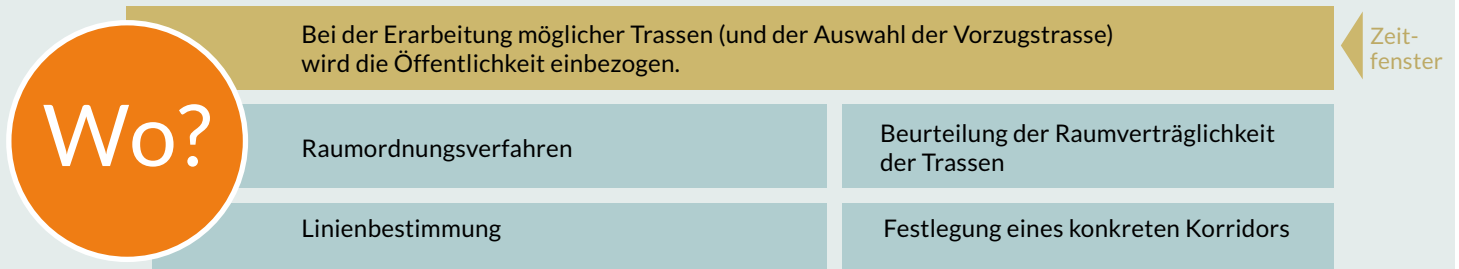 Bei der Erarbeitung möglicher Trassen (und der Auswahl der Vorzugstrasse)
wird die Öffentlichkeit einbezogen.
Zeit-
fenster
Wo?
Raumordnungsverfahren
Beurteilung der Raumverträglichkeit
der Trassen
Linienbestimmung
Festlegung eines konkreten Korridors